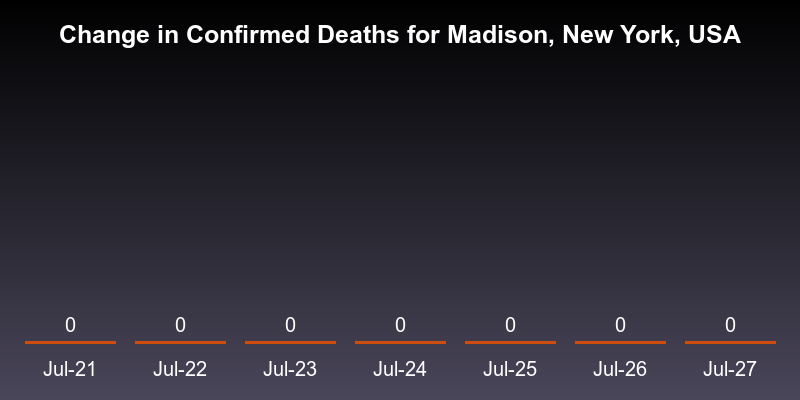 Change in Confirmed Deaths for Madison, New York, USA
0 0 0 0 0 0 0
Jul-21 Jul-22 Jul-23 Jul-24 Jul-25 Jul-26 Jul-27